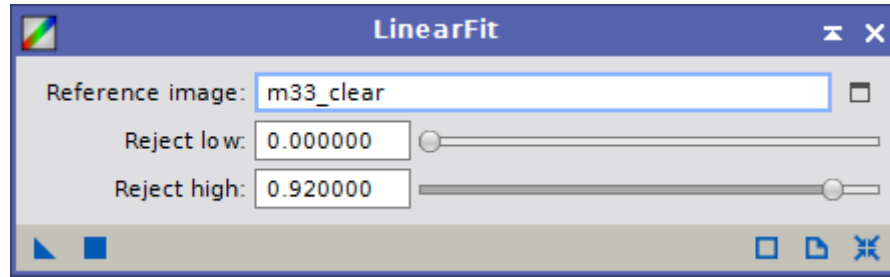 LinearFit
Reference image: m33_clear
Reject low: 0.000000
Reject high: 0.920000